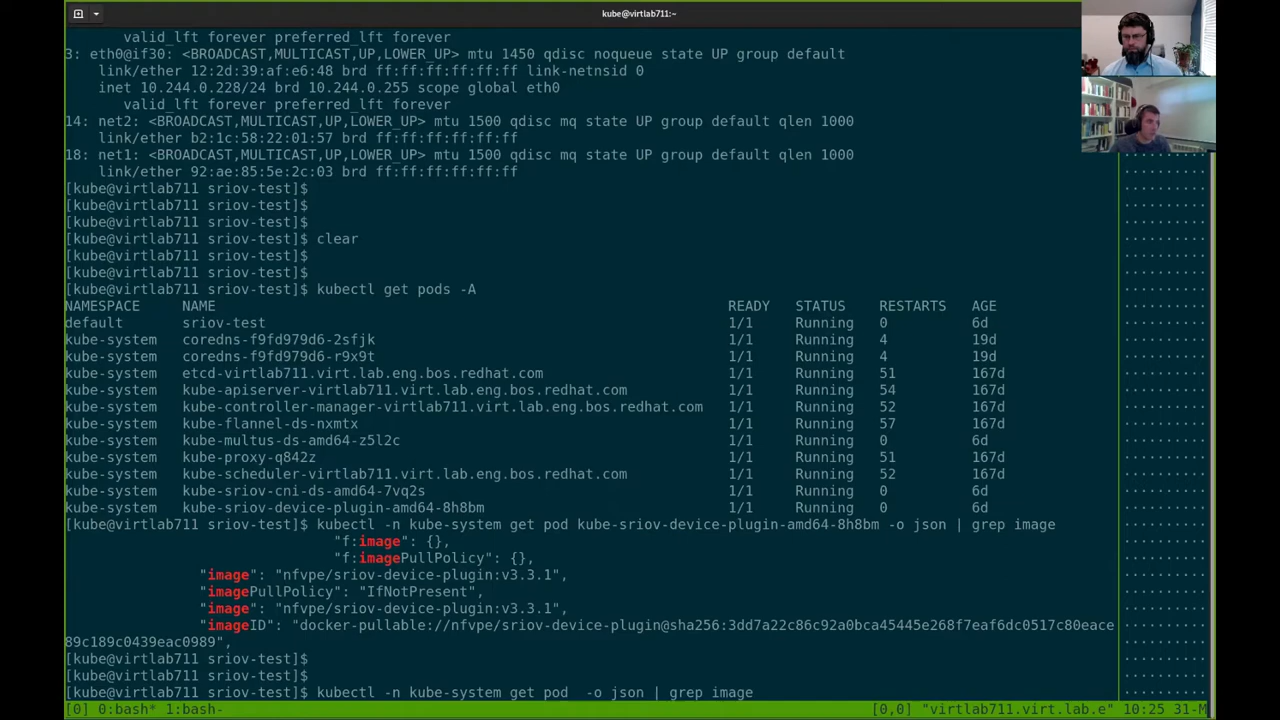 kube@virtlab711:~
valid_lft forever preferred_lft forever
3: eth0@if30: <BROADCAST,MULTICAST,UP,LOWER_UP> mtu 1450 qdisc noqueue state UP group default
link/ether 12:2d:39:af:e6:48 brd ff:ff:ff:ff:ff:ff link-netnsid 0
inet 10.244.0.228/24 brd 10.244.0.255 scope global eth0
valid_lft forever preferred_lft forever
14: net2: <BROADCAST,MULTICAST,UP,LOWER_UP> mtu 1500 qdisc mq state UP group default qlen 1000
link/ether b2:1c:58:22:01:57 brd ff:ff:ff:ff:ff:ff
18: net1: <BROADCAST,MULTICAST,UP,LOWER_UP> mtu 1500 qdisc mq state UP group default qlen 1000
link/ether 92:ae:85:5e:2c:03 brd ff:ff:ff:ff:ff:ff
[kube@virtlab711 sriov-test]$
[kube@virtlab711 sriov-test]$
[kube@virtlab711 sriov-test]$
[kube@virtlab711 sriov-test]$ clear
[kube@virtlab711 sriov-test]$
[kube@virtlab711 sriov-test]$
[kube@virtlab711 sriov-test]$ kubectl get pods -A
NAMESPACE NAME READY STATUS RESTARTS AGE
default sriov-test 1/1 Running 0 6d
kube-system coredns-f9fd979d6-2sfjk 1/1 Running 4 19d
kube-system coredns-f9fd979d6-r9x9t 1/1 Running 4 19d
kube-system etcd-virtlab711.virt.lab.eng.bos.redhat.com 1/1 Running 51 167d
kube-system kube-apiserver-virtlab711.virt.lab.eng.bos.redhat.com 1/1 Running 54 167d
kube-system kube-controller-manager-virtlab711.virt.lab.eng.bos.redhat.com 1/1 Running 52 167d
kube-system kube-flannel-ds-nxmtx 1/1 Running 57 167d
kube-system kube-multus-ds-amd64-z5l2c 1/1 Running 0 6d
kube-system kube-proxy-q842z 1/1 Running 51 167d
kube-system kube-scheduler-virtlab711.virt.lab.eng.bos.redhat.com 1/1 Running 52 167d
kube-system kube-sriov-cni-ds-amd64-7vq2s 1/1 Running 0 6d
kube-system kube-sriov-device-plugin-amd64-8h8bm 1/1 Running 0 6d
[kube@virtlab711 sriov-test]$ kubectl -n kube-system get pod kube-sriov-device-plugin-amd64-8h8bm -o json | grep image
"f:image": {},
"f:imagePullPolicy": {},
"image": "nfvpe/sriov-device-plugin:v3.3.1",
"imagePullPolicy": "IfNotPresent",
"image": "nfvpe/sriov-device-plugin:v3.3.1",
"imageID": "docker-pullable://nfvpe/sriov-device-plugin@sha256:3dd7a22c86c92a0bca45445e268f7eaf6dc0517c80eace
89c189c0439eac0989",
[kube@virtlab711 sriov-test]$
[kube@virtlab711 sriov-test]$
[kube@virtlab711 sriov-test]$ kubectl -n kube-system get pod  -o json | grep image
[0] 0:bash* 1:bash- [0,0] "virtlab711.virt.lab.e" 10:25 31-M